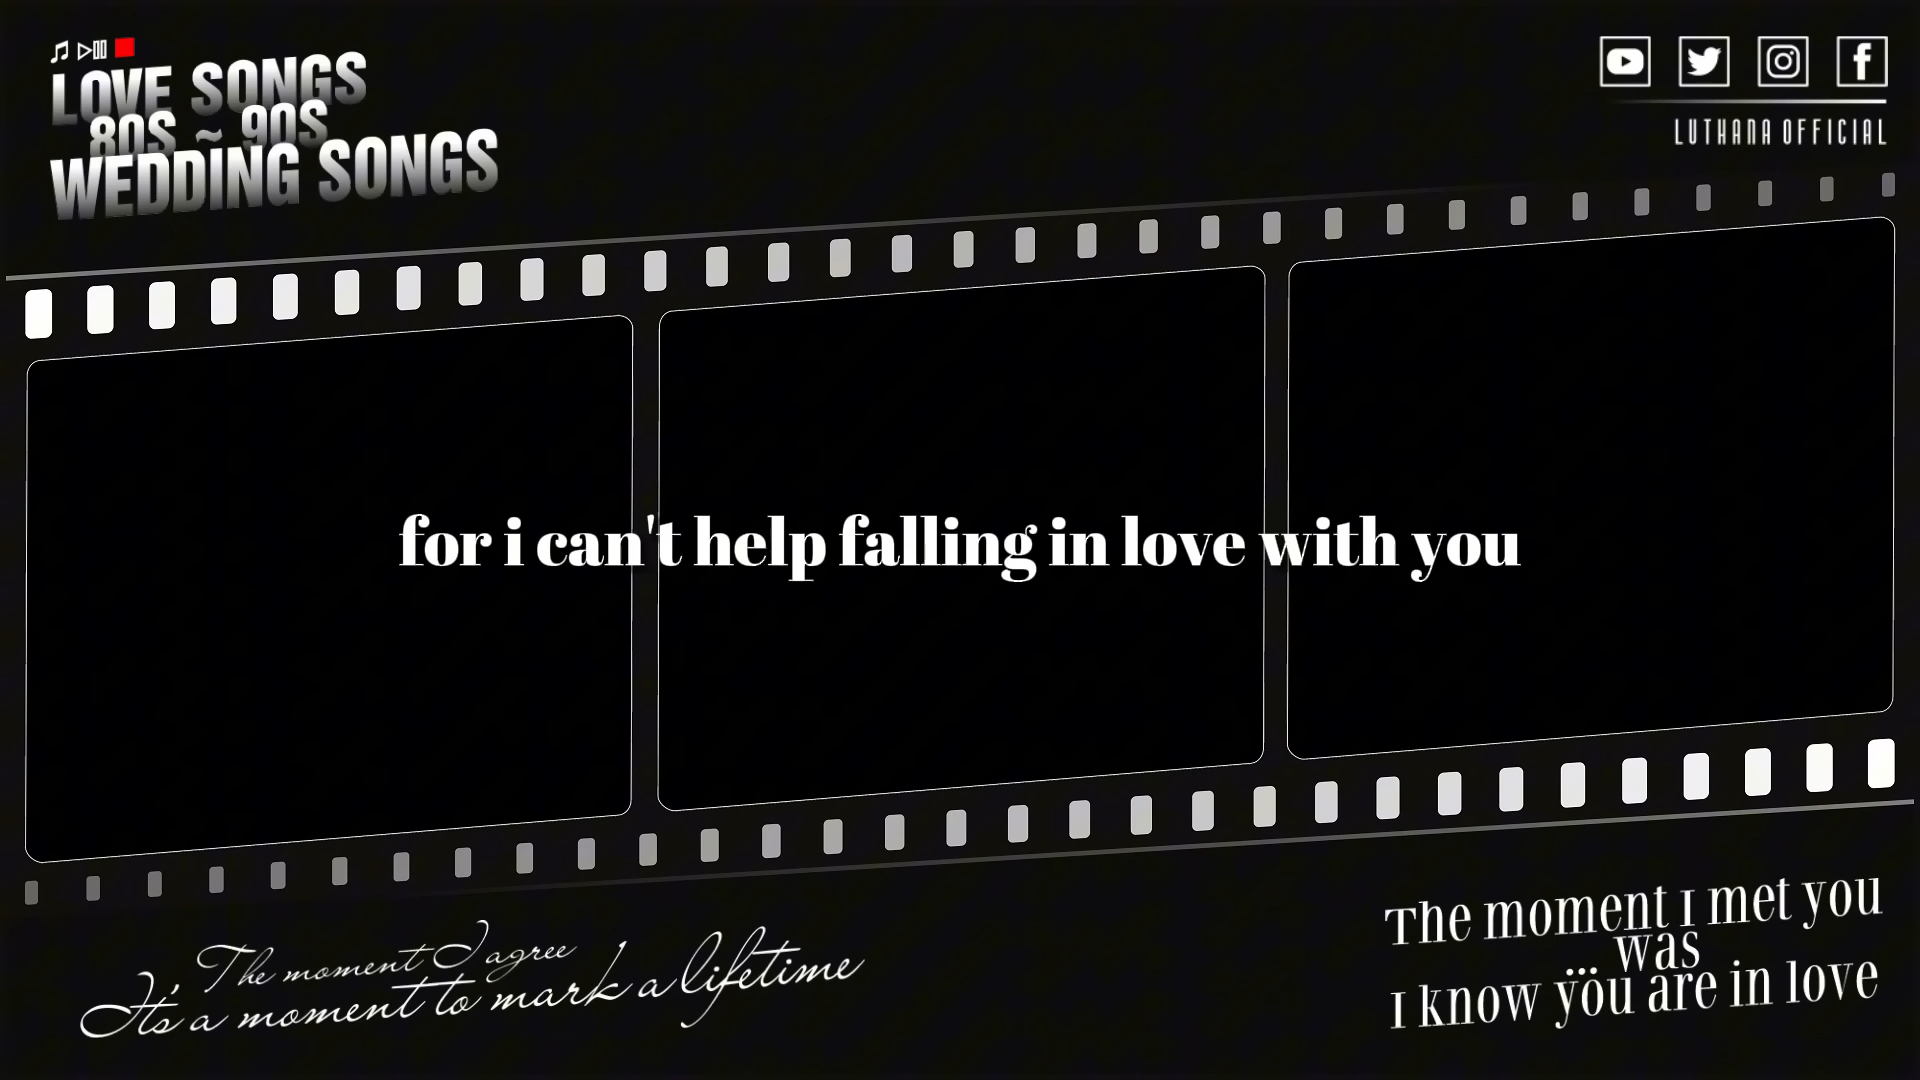 LOVE SONGS
80S ~ 90S
WEDDING SONGS
LUTHANA OFFICIAL
for i can't help falling in love with you
The moment I agree
It's a moment to mark a lifetime
The moment I met you
was
I know yöü are in love